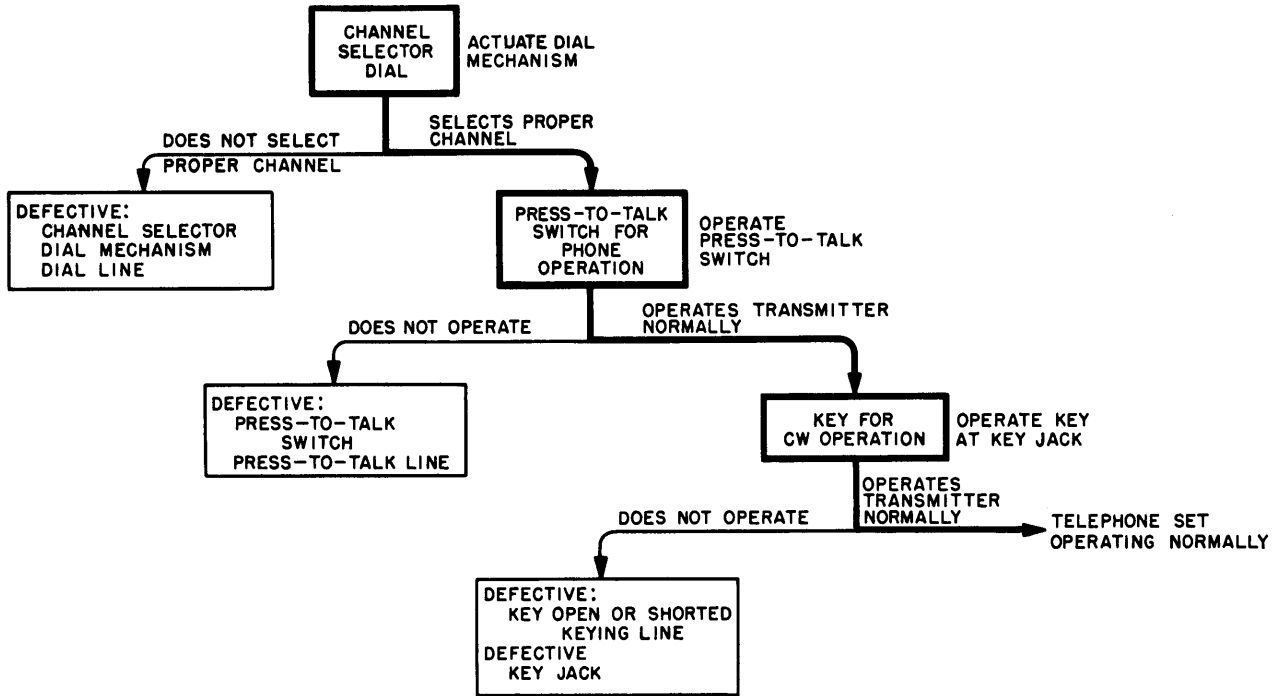 CHANNEL
SELECTOR
DIAL
ACTUATE DIAL
MECHANISM
DOES NOT SELECT
PROPER CHANNEL
SELECTS PROPER
CHANNEL
DEFECTIVE:
CHANNEL SELECTOR
DIAL MECHANISM
DIAL LINE
PRESS-TO-TALK
SWITCH FOR
PHONE
OPERATION
OPERATE
PRESS-TO-TALK
SWITCH
DOES NOT OPERATE
OPERATES TRANSMITTER
NORMALLY
DEFECTIVE:
PRESS-TO-TALK
SWITCH
PRESS-TO-TALK LINE
KEY FOR
CW OPERATION
OPERATE KEY
AT KEY JACK
DOES NOT OPERATE
OPERATES
TRANSMITTER
NORMALLY
TELEPHONE SET
OPERATING NORMALLY
DEFECTIVE:
KEY OPEN OR SHORTED
KEYING LINE
DEFECTIVE
KEY JACK